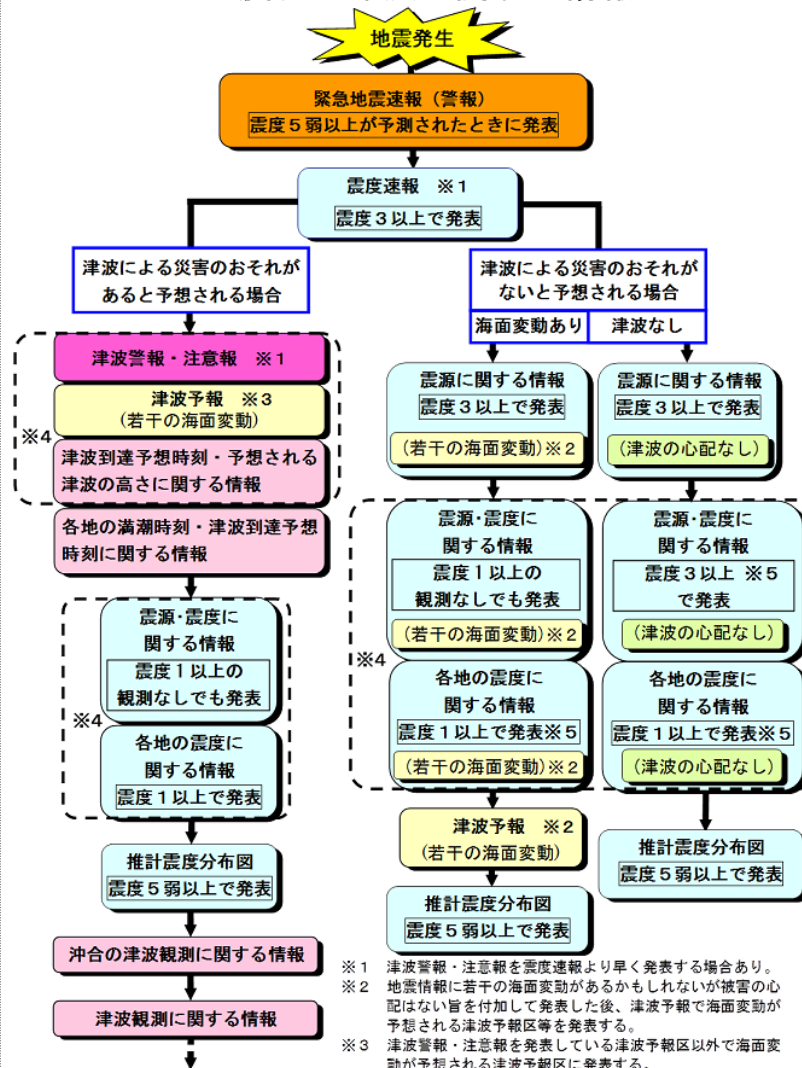 地震発生
緊急地震速報（警報）
震度５弱以上が予測されたときに発表
震度速報　※１
震度３以上で発表
津波による災害のおそれが
あると予想される場合
津波警報・注意報　※１
津波予報　※３
(若干の海面変動)
津波到達予想時刻・予想される
津波の高さに関する情報
※4
各地の満潮時刻・津波到達予想
時刻に関する情報
震源･震度に
関する情報
震度１以上の
観測なしでも発表
※4
各地の震度に
関する情報
震度１以上で発表
推計震度分布図
震度５弱以上で発表
沖合の津波観測に関する情報
津波観測に関する情報
津波による災害のおそれが
ないと予想される場合
海面変動あり
震源に関する情報
震度３以上で発表
(若干の海面変動)※２
震源･震度に
関する情報
震度１以上の
観測なしでも発表
(若干の海面変動)※２
※4
各地の震度に
関する情報
震度１以上で発表※５
(若干の海面変動)※２
津波予報　※２
(若干の海面変動)
推計震度分布図
震度５弱以上で発表
津波なし
震源に関する情報
震度３以上で発表
(津波の心配なし)
震源･震度に
関する情報
震度３以上 ※５
で発表
(津波の心配なし)
各地の震度に
関する情報
震度１以上で発表※５
(津波の心配なし)
推計震度分布図
震度５弱以上で発表
※１　津波警報・注意報を震度速報より早く発表する場合あり。
※２　地震情報に若干の海面変動があるかもしれないが被害の心
配はない旨を付加して発表した後、津波予報で海面変動が
予想される津波予報区等を発表する。
※３　津波警報・注意報を発表している津波予報区以外で海面変
動が予想される津波予報区に発表する。